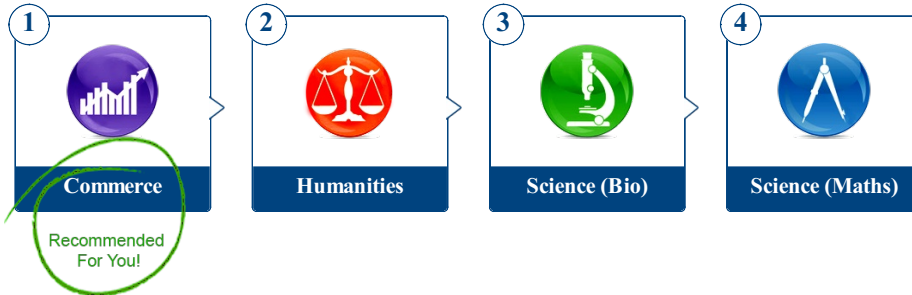 1
2
3
4
Commerce
Humanities
Science (Bio)
Science (Maths)
Recommended
For You!